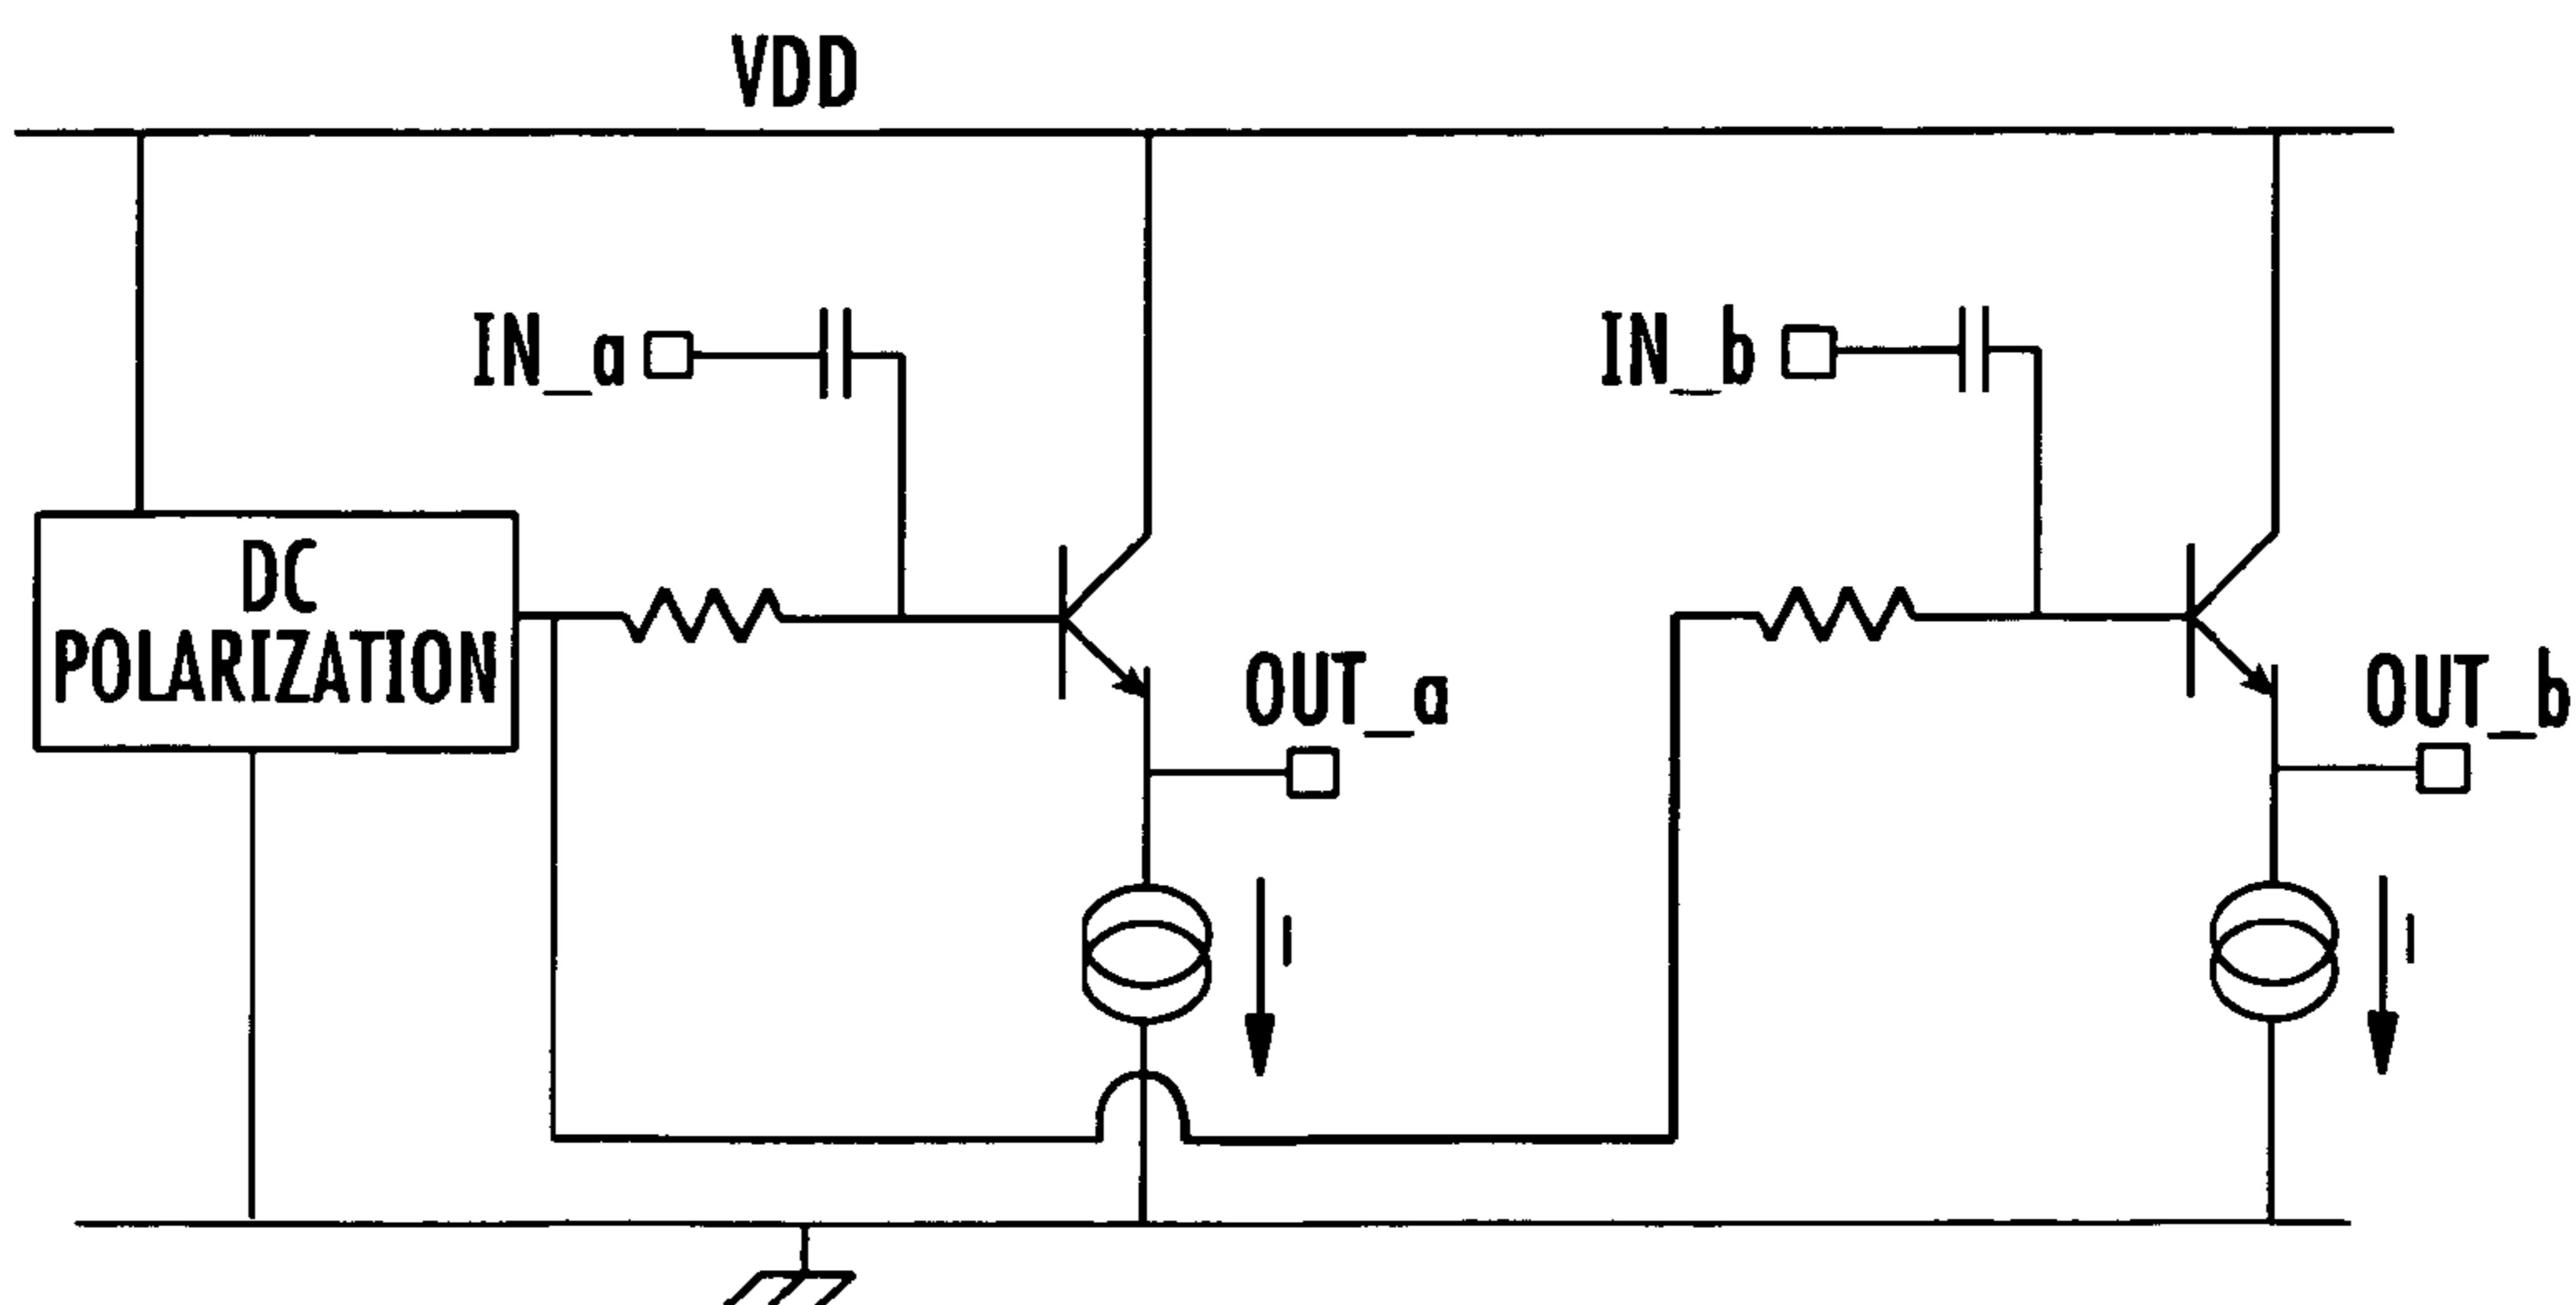 VDD
IN_a
IN_b
DC
POLARIZATION
OUT_a
OUT_b
I
I